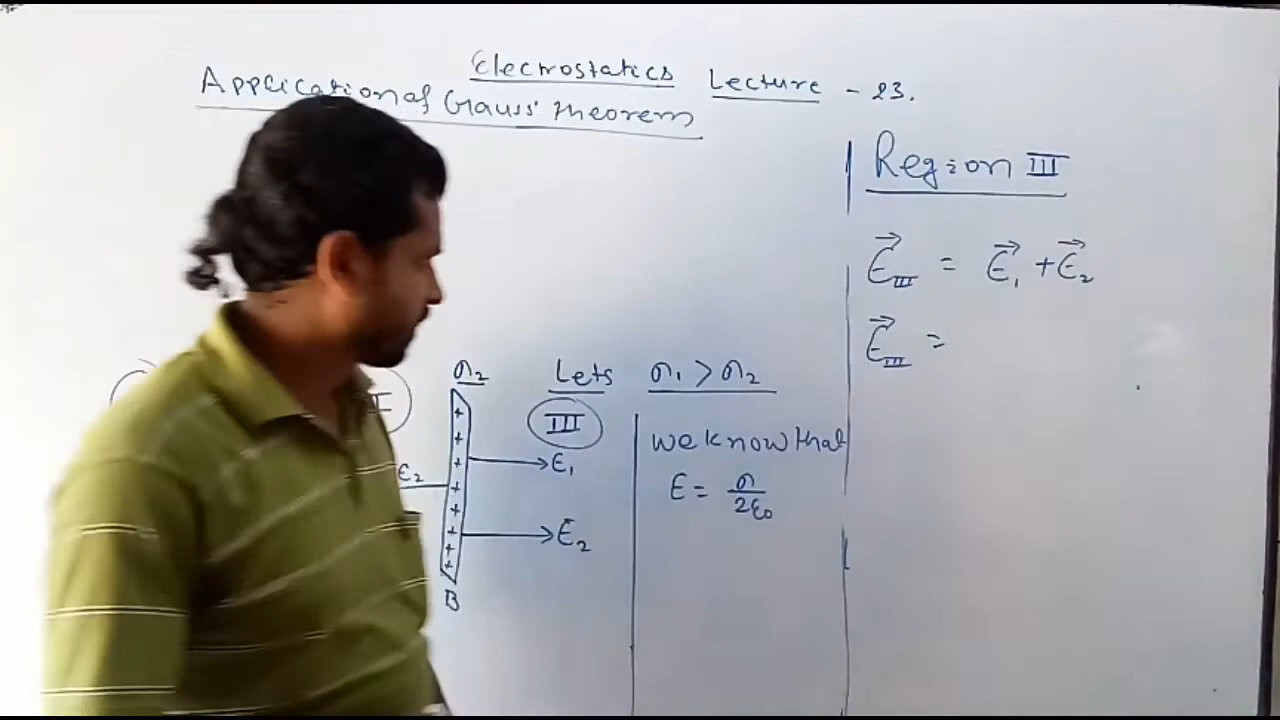 Electrostatics Lecture - 23.
Application of Gauss' theorem
Region III
E⃗III = E⃗1 + E⃗2
E⃗III =
σ2
Lets σ1 > σ2
III
we know that
E1
E2
E = σ/2ε0
E2
B